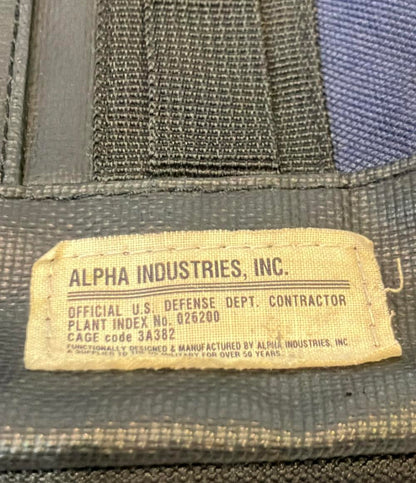 ALPHA INDUSTRIES, INC.
OFFICIAL U.S. DEFENSE DEPT. CONTRACTOR
PLANT INDEX No. 026200
CAGE code 3A382
FUNCTIONALLY DESIGNED & MANUFACTURED BY ALPHA INDUSTRIES, INC
A SUPPLIER TO THE US MILITARY FOR OVER 50 YEARS.